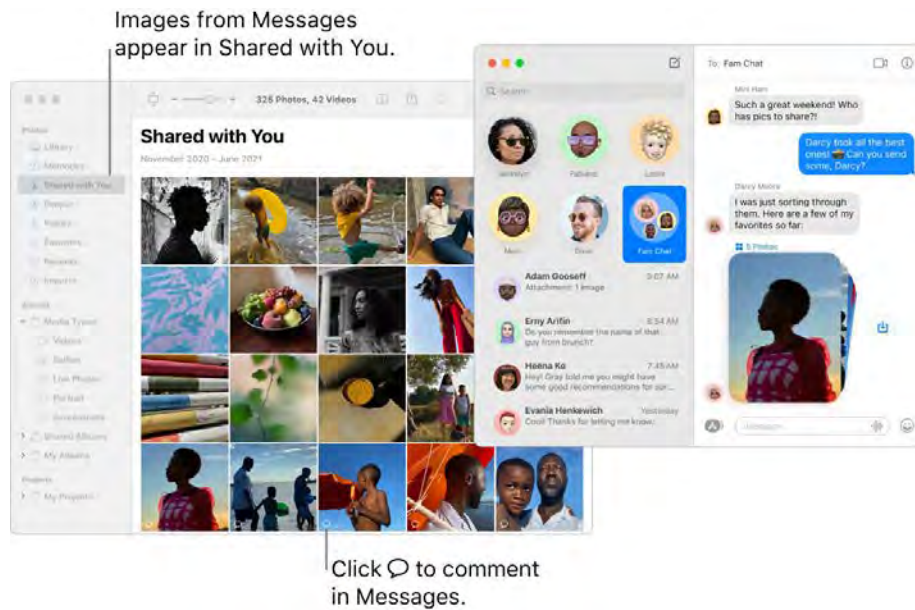 Images from Messages
appear in Shared with You.
325 Photos, 42 Videos
Photos
Library
Memories
Shared with You
People
Places
Favorites
Recents
Imports
Albums
Media Types
Videos
Selfies
Live Photos
Portrait
Screenshots
Shared Albums
My Albums
Projects
My Projects
Shared with You
November 2020 - June 2021
Search
Fam Chat
Adam Gooseff
9:07 AM
Attachment: 1 image
Erny Arifin
8:54 AM
Do you remember the name of that
guy from brunch?
Heena Ko
7:45 AM
Hey! Gray told me you might have
some good recommendations for our...
Evania Henkewich
Yesterday
Cool! Thanks for letting me know.
To: Fam Chat
Such a great weekend! Who
has pics to share?!
Darcy took all the best
ones! Can you send
some, Darcy?
Darcy Moore
I was just sorting through
them. Here are a few of my
favorites so far:
5 Photos
Click to comment
in Messages.